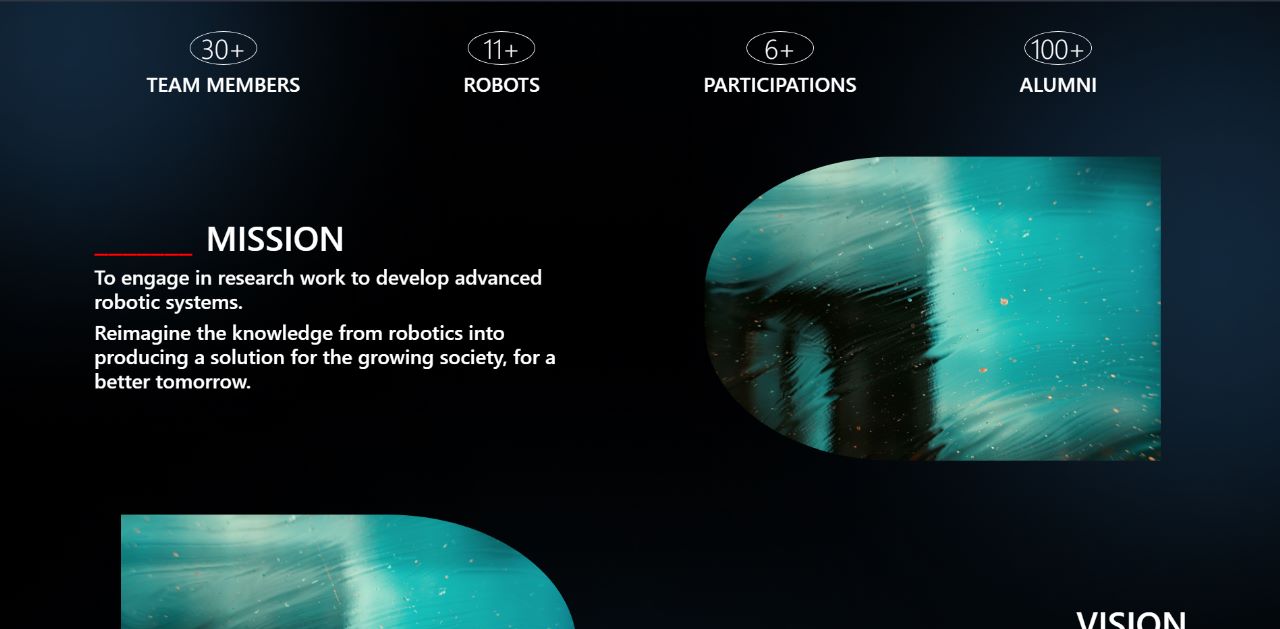 30+ 11+ 6+ 100+
TEAM MEMBERS ROBOTS PARTICIPATIONS ALUMNI
MISSION
To engage in research work to develop advanced
robotic systems.
Reimagine the knowledge from robotics into
producing a solution for the growing society, for a
better tomorrow.
VISION